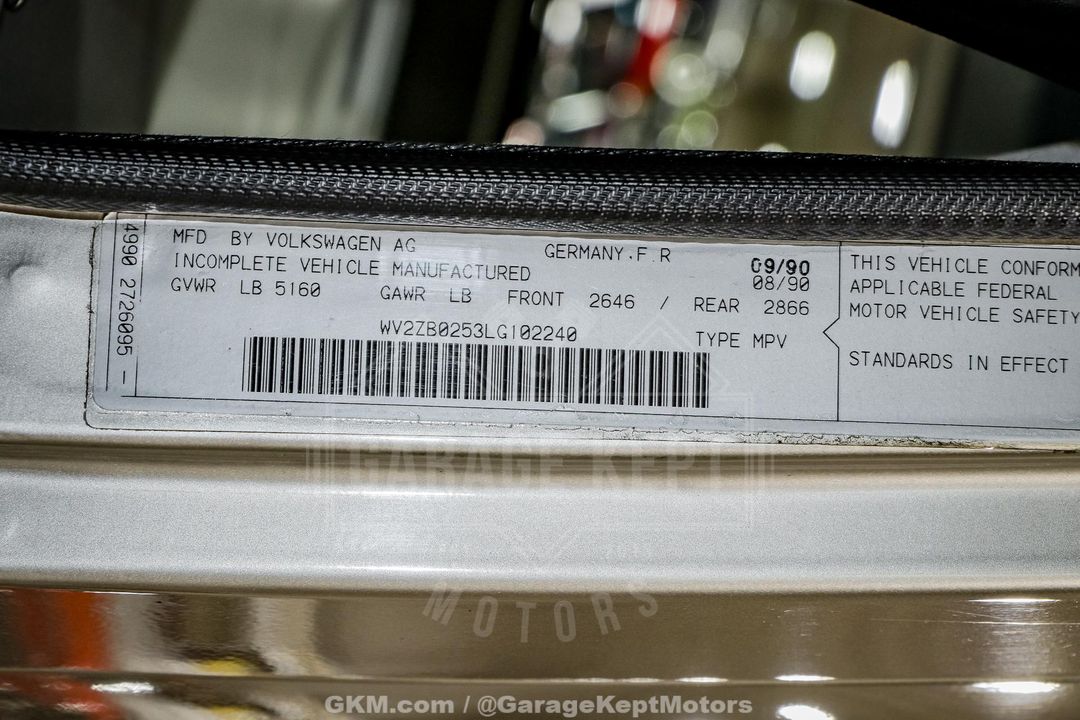 4990 2726095 -
MFD BY VOLKSWAGEN AG GERMANY.F.R 09/90
INCOMPLETE VEHICLE MANUFACTURED 08/90
GVWR LB 5160 GAWR LB FRONT 2646 / REAR 2866
WV2ZB0253LG102240 TYPE MPV
THIS VEHICLE CONFORM
APPLICABLE FEDERAL
MOTOR VEHICLE SAFETY
STANDARDS IN EFFECT
GARAGE KEPT
MOTORS
GKM.com / @GarageKeptMotors